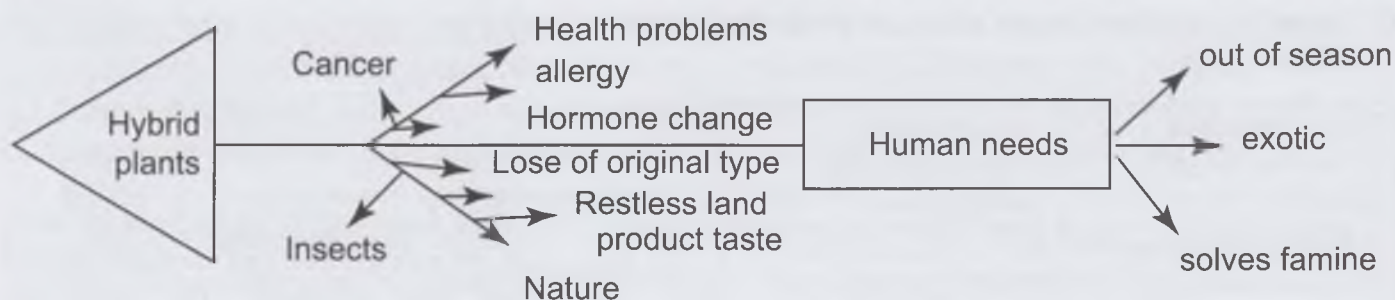 Hybrid
plants
Cancer
Health problems
allergy
Hormone change
Lose of original type
Restless land
product taste
Insects
Nature
Human needs
out of season
exotic
solves famine